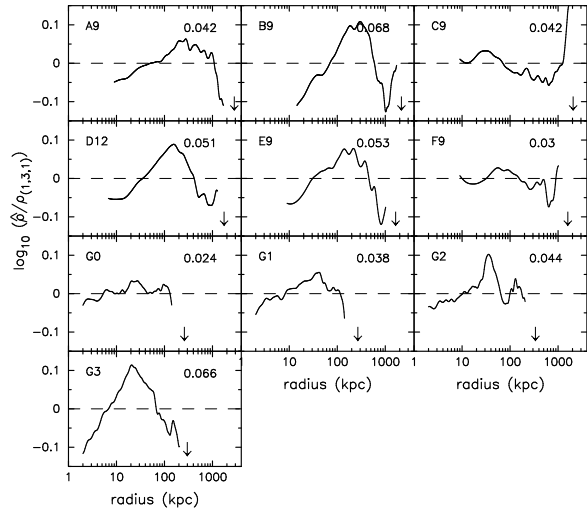 A9 0.042
B9 0.068
C9 0.042
0.1
0
−0.1
D12 0.051
E9 0.053
F9 0.03
0.1
0
−0.1
log10 (ρ̂/ρ(1,3,1))
G0 0.024
G1 0.038
G2 0.044
0.1
0
−0.1
1 10 100 1000
1 10 100 1000
radius (kpc)
radius (kpc)
G3 0.066
0.1
0
−0.1
1 10 100 1000
radius (kpc)